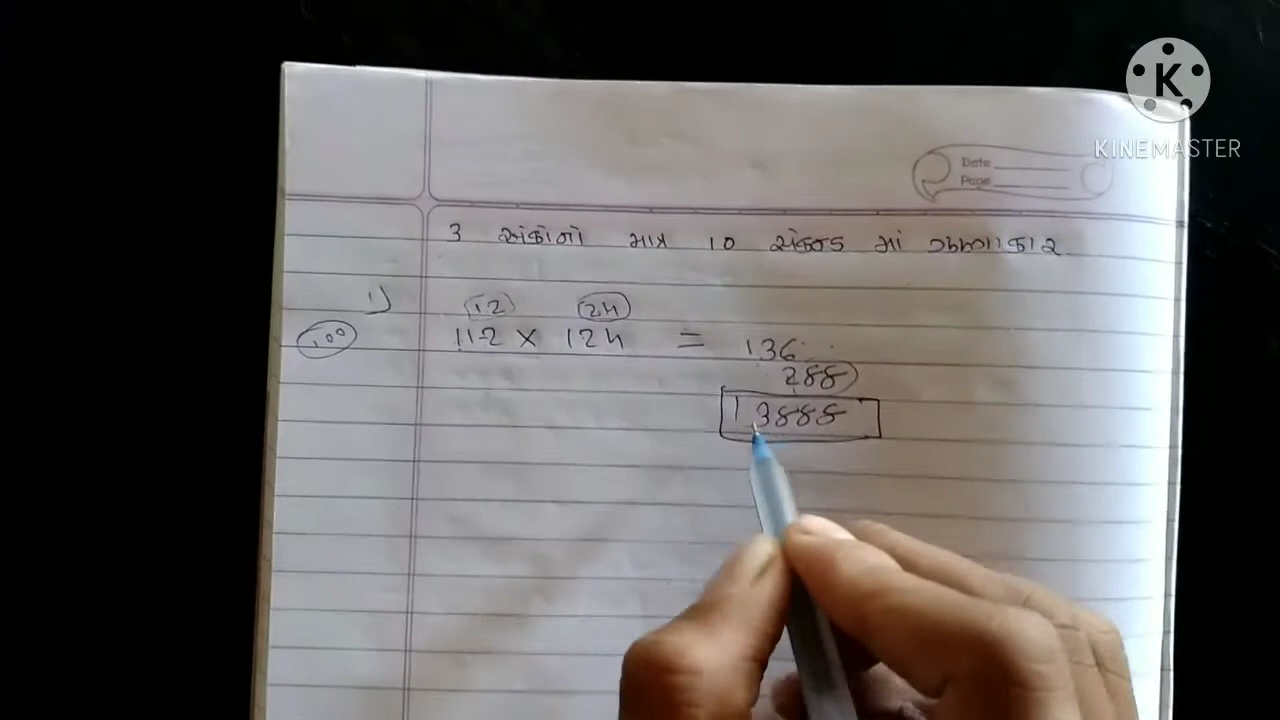 K
KINEMASTER
Date
Page
3 અંકોનો માત્ર 10 સેકન્ડ માં ગુણાકાર
1)
12 24
100 112 × 124 = 136
288
13888